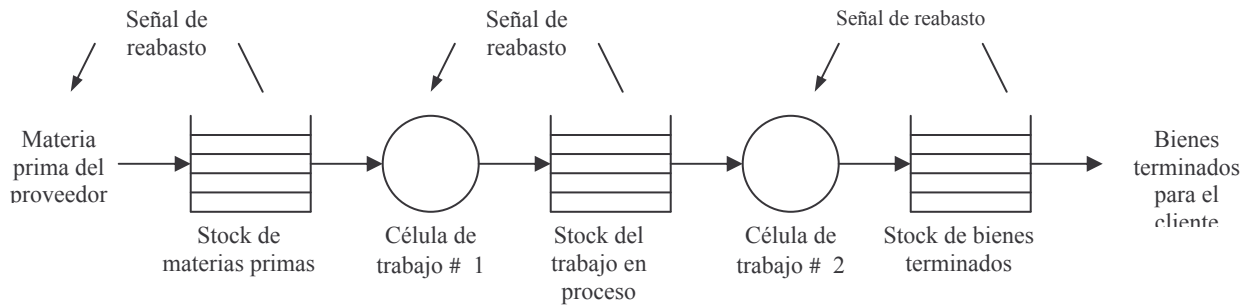 Señal de
reabasto
Señal de
reabasto
Señal de reabasto
Materia
prima del
proveedor
Bienes
terminados
para el
cliente
Stock de
materias primas
Célula de
trabajo # 1
Stock del
trabajo en
proceso
Célula de
trabajo # 2
Stock de bienes
terminados